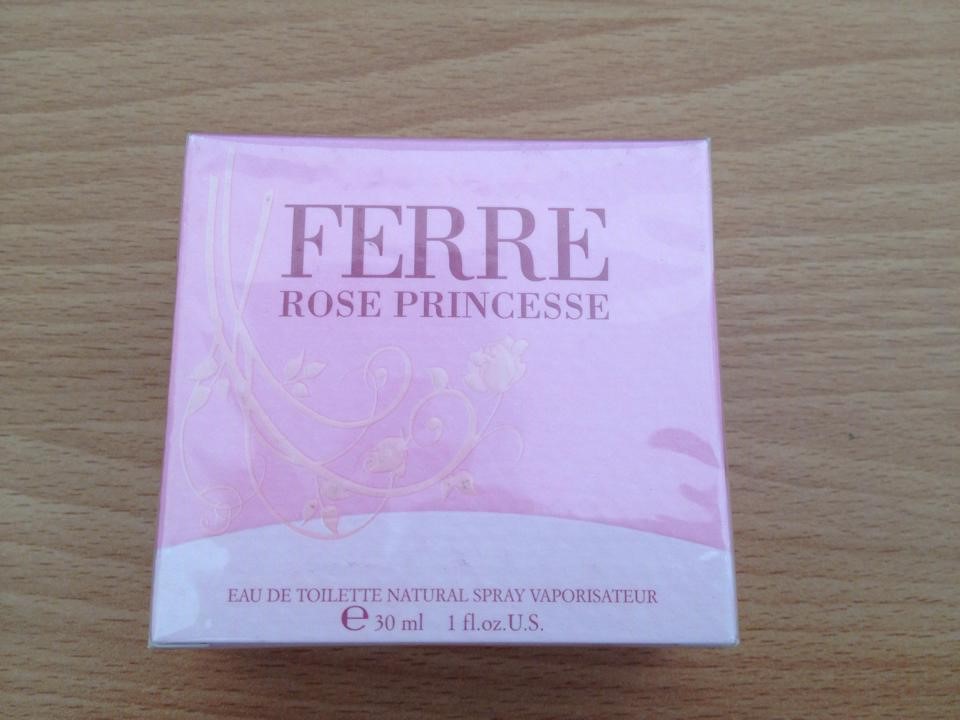 FERRE
ROSE PRINCESSE
EAU DE TOILETTE NATURAL SPRAY VAPORISATEUR
℮ 30 ml 1 fl.oz.U.S.